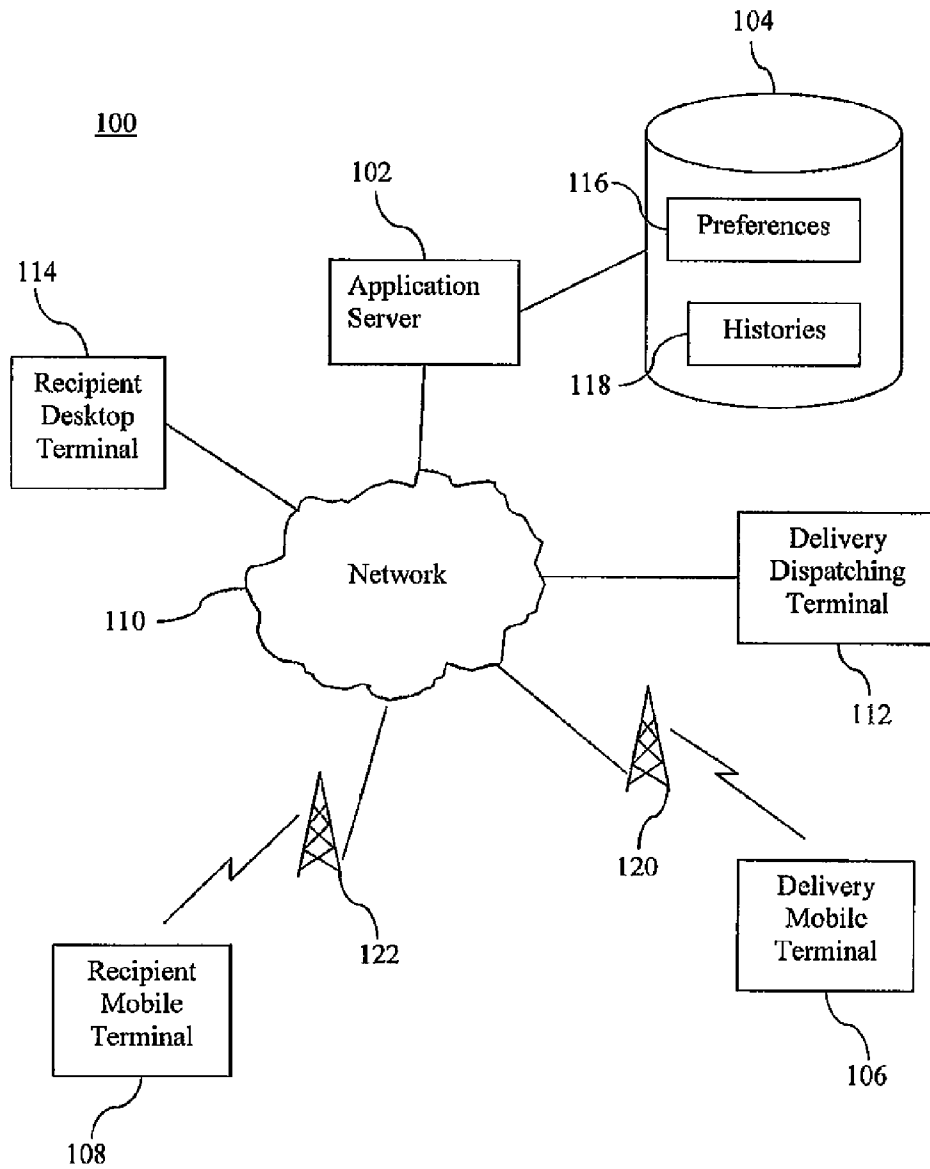 104
100
102
116
Preferences
114
Application
Server
Histories
118
Recipient
Desktop
Terminal
Network
110
Delivery
Dispatching
Terminal
112
120
122
Delivery
Mobile
Terminal
Recipient
Mobile
Terminal
106
108